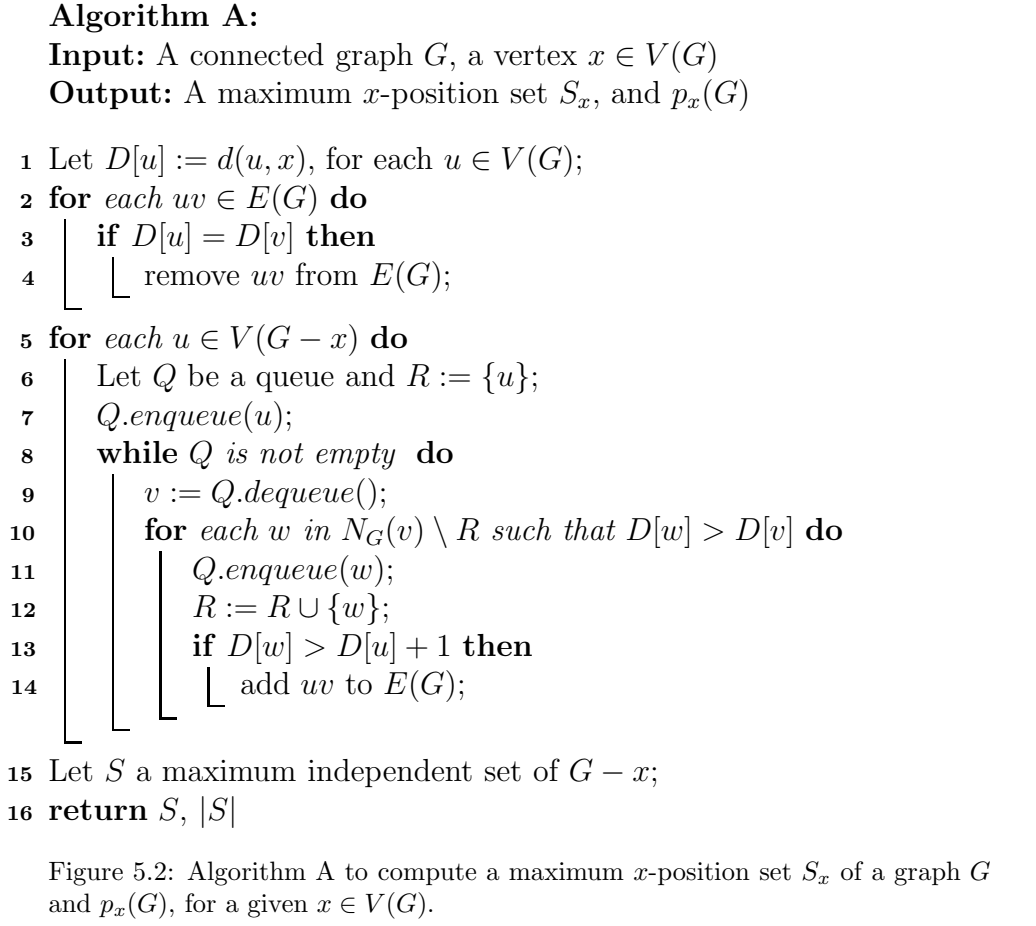 Algorithm A:
Input: A connected graph G, a vertex x ∈ V(G)
Output: A maximum x-position set Sₓ, and pₓ(G)
1 Let D[u] := d(u, x), for each u ∈ V(G);
2 for each uv ∈ E(G) do
3 if D[u] = D[v] then
4 remove uv from E(G);
5 for each u ∈ V(G − x) do
6 Let Q be a queue and R := {u};
7 Q.enqueue(u);
8 while Q is not empty do
9 v := Q.dequeue();
10 for each w in N_G(v) \ R such that D[w] > D[v] do
11 Q.enqueue(w);
12 R := R ∪ {w};
13 if D[w] > D[u] + 1 then
14 add uv to E(G);
15 Let S a maximum independent set of G − x;
16 return S, |S|
Figure 5.2: Algorithm A to compute a maximum x-position set Sₓ of a graph G
and pₓ(G), for a given x ∈ V(G).